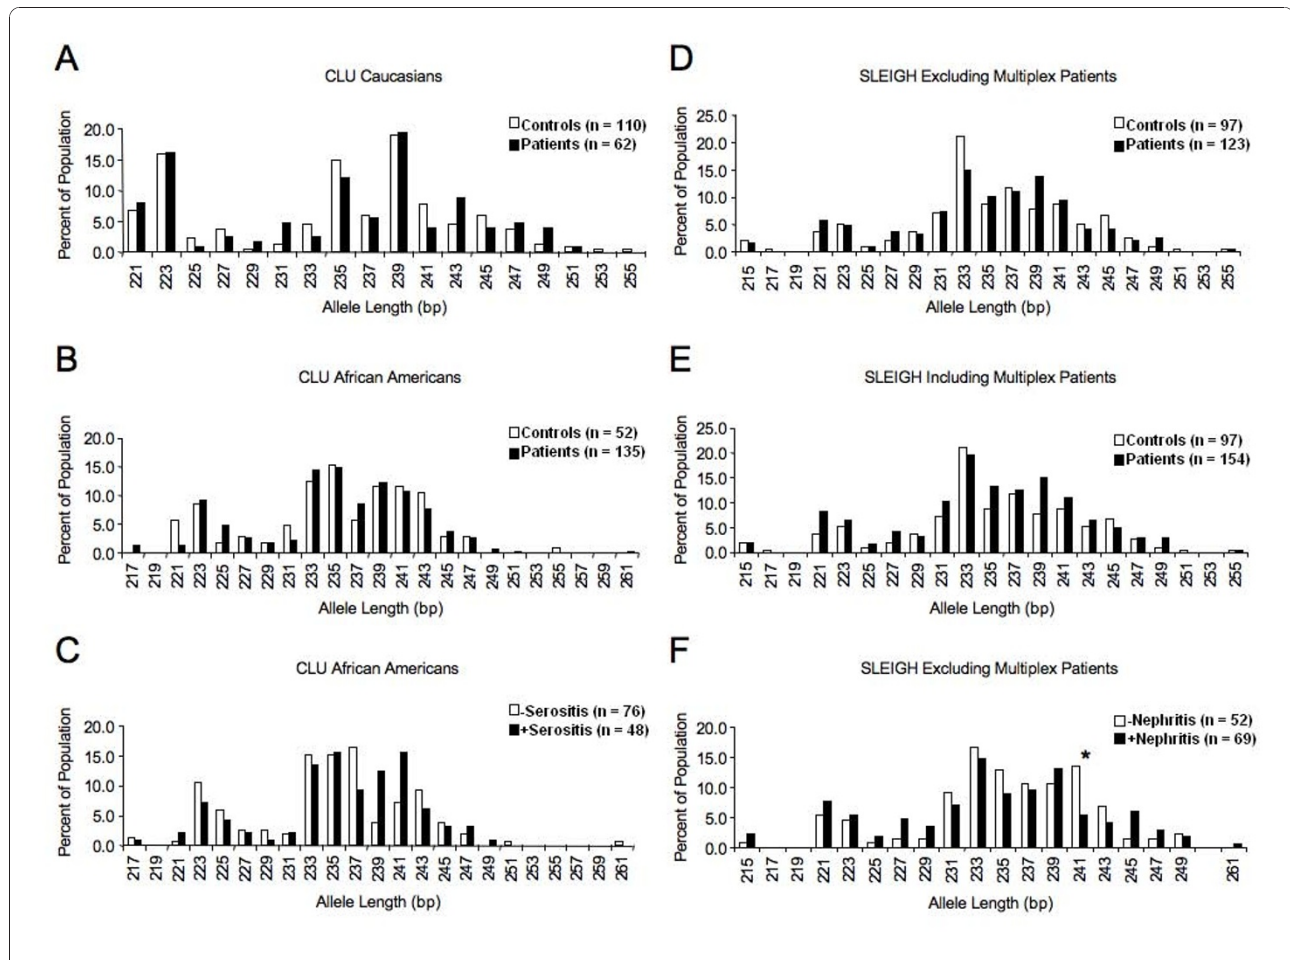 A
CLU Caucasians
Controls (n = 110)
Patients (n = 62)
Percent of Population
20.0
15.0
10.0
5.0
0.0
221 223 225 227 229 231 233 235 237 239 241 243 245 247 249 251 253 255
Allele Length (bp)
B
CLU African Americans
Controls (n = 52)
Patients (n = 135)
Percent of Population
20.0
15.0
10.0
5.0
0.0
217 219 221 223 225 227 229 231 233 235 237 239 241 243 245 247 249 251 253 255 257 259 261
Allele Length (bp)
C
CLU African Americans
-Serositis (n = 76)
+Serositis (n = 48)
Percent of Population
20.0
15.0
10.0
5.0
0.0
217 219 221 223 225 227 229 231 233 235 237 239 241 243 245 247 249 251 253 255 257 259 261
Allele Length (bp)
D
SLEIGH Excluding Multiplex Patients
Controls (n = 97)
Patients (n = 123)
Percent of Population
25.0
20.0
15.0
10.0
5.0
0.0
215 217 219 221 223 225 227 229 231 233 235 237 239 241 243 245 247 249 251 253 255
Allele Length (bp)
E
SLEIGH Including Multiplex Patients
Controls (n = 97)
Patients (n = 154)
Percent of Population
25.0
20.0
15.0
10.0
5.0
0.0
215 217 219 221 223 225 227 229 231 233 235 237 239 241 243 245 247 249 251 253 255
Allele Length (bp)
F
SLEIGH Excluding Multiplex Patients
-Nephritis (n = 52)
+Nephritis (n = 69)
*
Percent of Population
20.0
15.0
10.0
5.0
0.0
215 217 219 221 223 225 227 229 231 233 235 237 239 241 243 245 247 249 261
Allele Length (bp)